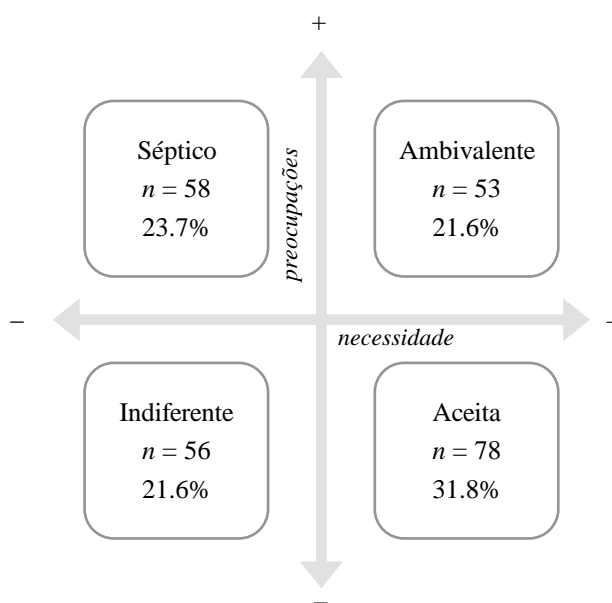 +
Séptico
n = 58
23.7%
preocupações
Ambivalente
n = 53
21.6%
–
necessidade
Indiferente
n = 56
21.6%
Aceita
n = 78
31.8%